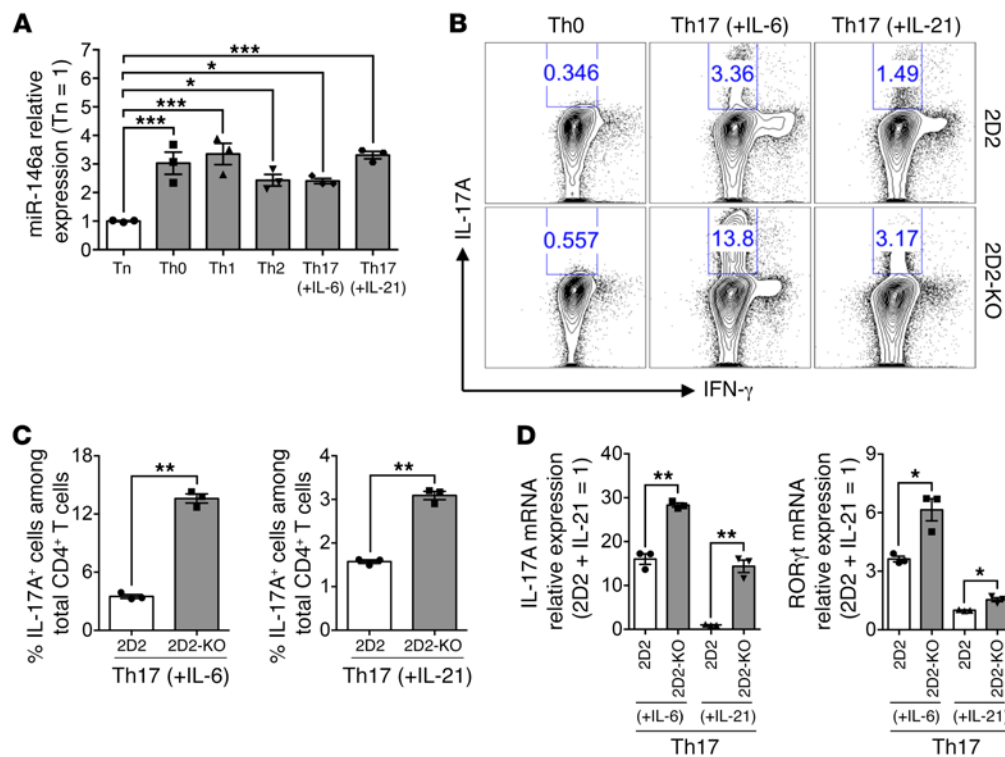 A
miR-146a relative
expression (Tn = 1)
7
6
5
4
3
2
1
0
***
*
*
***
***
Tn
Th0
Th1
Th2
Th17
(+IL-6)
Th17
(+IL-21)
B
Th0
Th17 (+IL-6)
Th17 (+IL-21)
0.346
3.36
1.49
2D2
0.557
13.8
3.17
2D2-KO
IL-17A
IFN-γ
C
% IL-17A⁺ cells among
total CD4⁺ T cells
18
12
6
0
**
2D2
2D2-KO
Th17 (+IL-6)
% IL-17A⁺ cells among
total CD4⁺ T cells
4
3
2
1
0
**
2D2
2D2-KO
Th17 (+IL-21)
D
IL-17A mRNA
relative expression
(2D2 + IL-21 = 1)
40
30
20
10
0
**
**
2D2
2D2-KO
2D2
2D2-KO
(+IL-6)
(+IL-21)
Th17
RORγt mRNA
relative expression
(2D2 + IL-21 = 1)
9
6
3
0
*
*
2D2
2D2-KO
2D2
2D2-KO
(+IL-6)
(+IL-21)
Th17